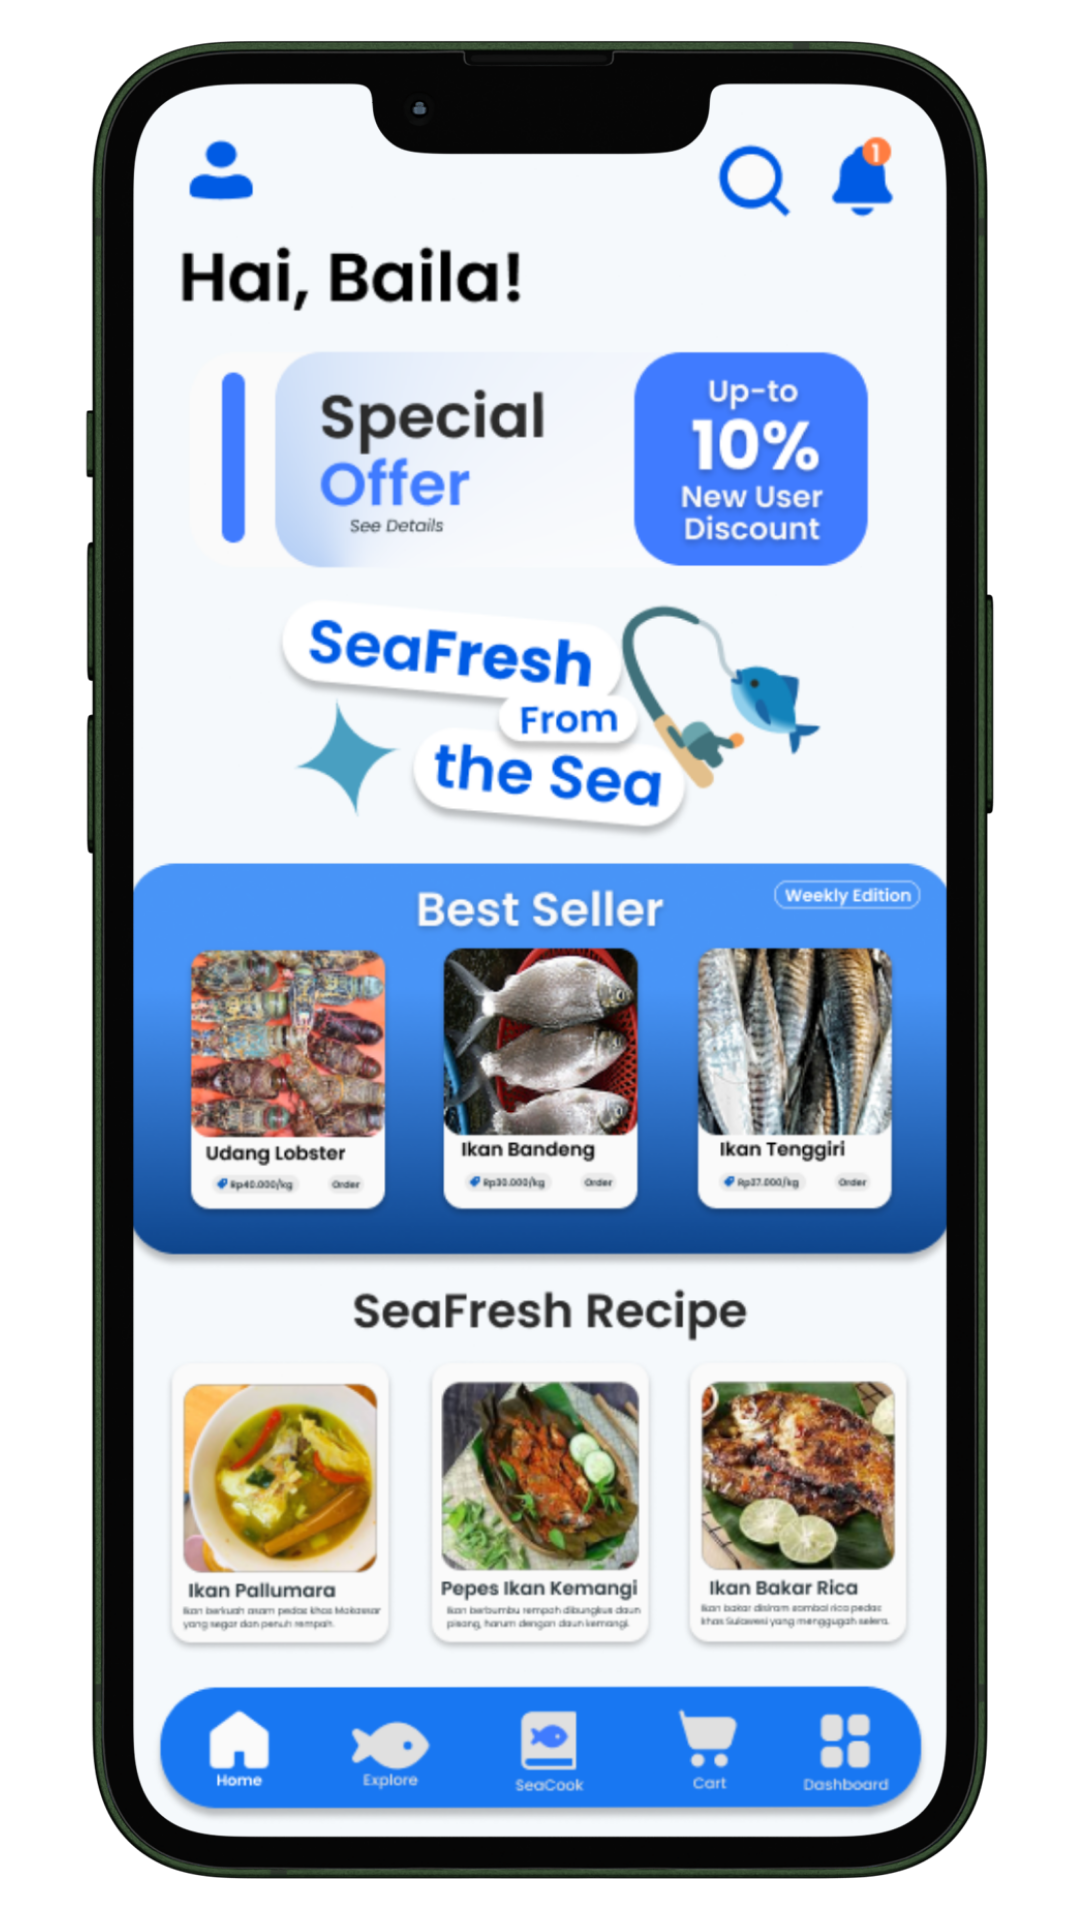 1
Hai, Baila!
Special
Offer
See Details
Up-to
10%
New User
Discount
SeaFresh
From
the Sea
Best Seller
Weekly Edition
Udang Lobster
Rp40.000/kg
Order
Ikan Bandeng
Rp30.000/kg
Order
Ikan Tenggiri
Rp37.000/kg
Order
SeaFresh Recipe
Ikan Pallumara
Ikan berkuah asam pedas khas Makassar
yang segar dan penuh rempah.
Pepes Ikan Kemangi
Ikan berbumbu rempah dibungkus daun
pisang, harum dengan daun kemangi.
Ikan Bakar Rica
Ikan bakar disiram sambal rica pedas
khas Sulawesi yang menggugah selera.
Home
Explore
SeaCook
Cart
Dashboard